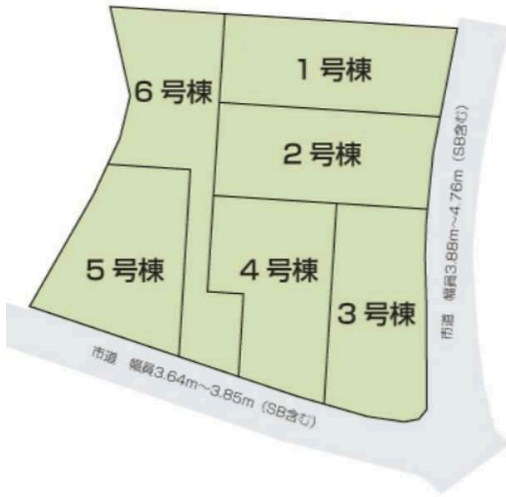 1号棟
6号棟
2号棟
5号棟
4号棟
3号棟
市道 幅員3.88m～4.76m（SB含む）
市道 幅員3.64m～3.85m（SB含む）